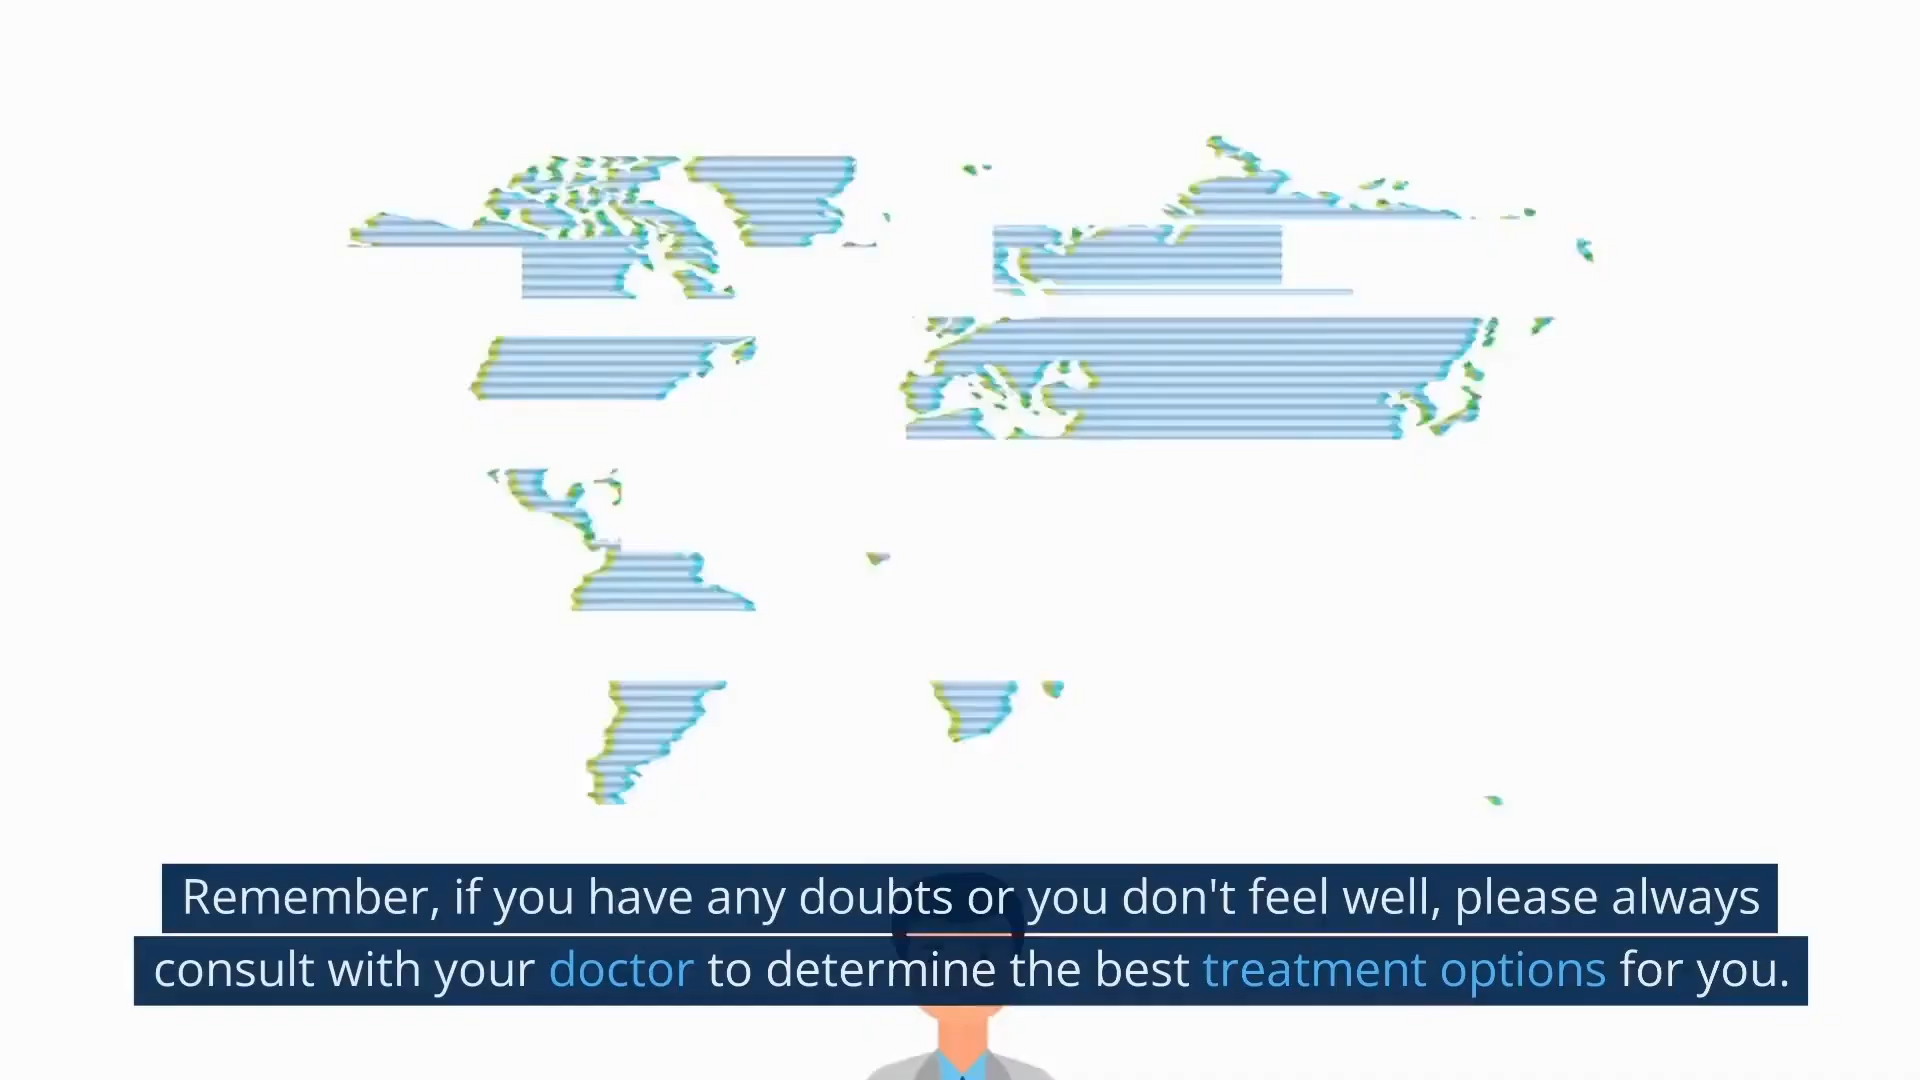 Remember, if you have any doubts or you don't feel well, please always
consult with your doctor to determine the best treatment options for you.